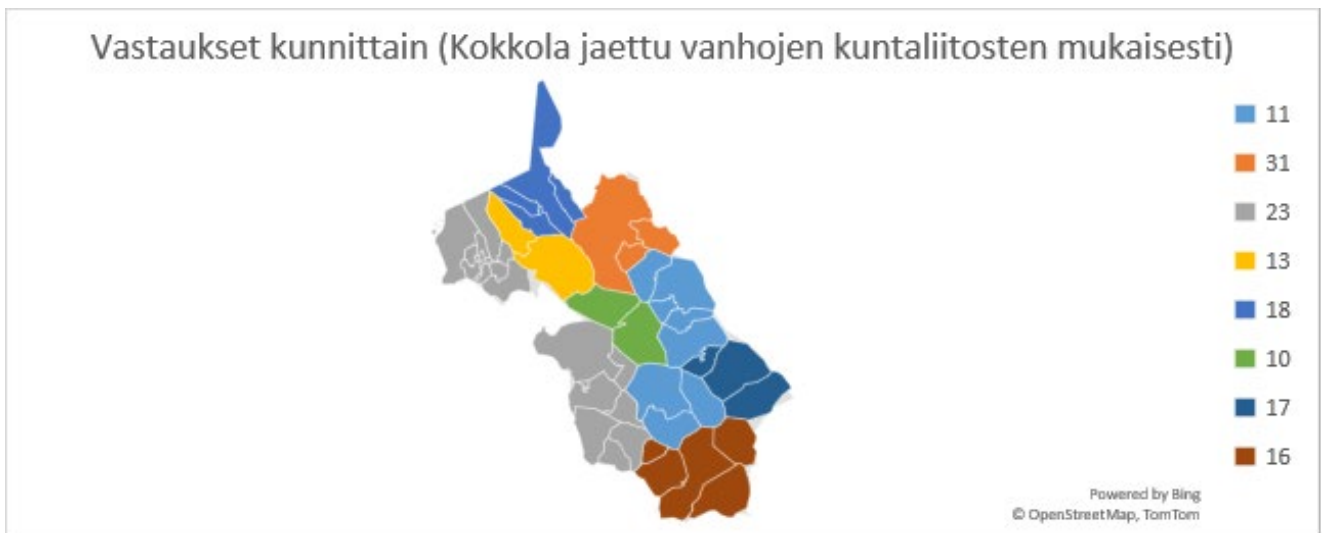 Vastaukset kunnittain (Kokkola jaettu vanhojen kuntaliitosten mukaisesti)
11
31
23
13
18
10
17
16
Powered by Bing
© OpenStreetMap, TomTom